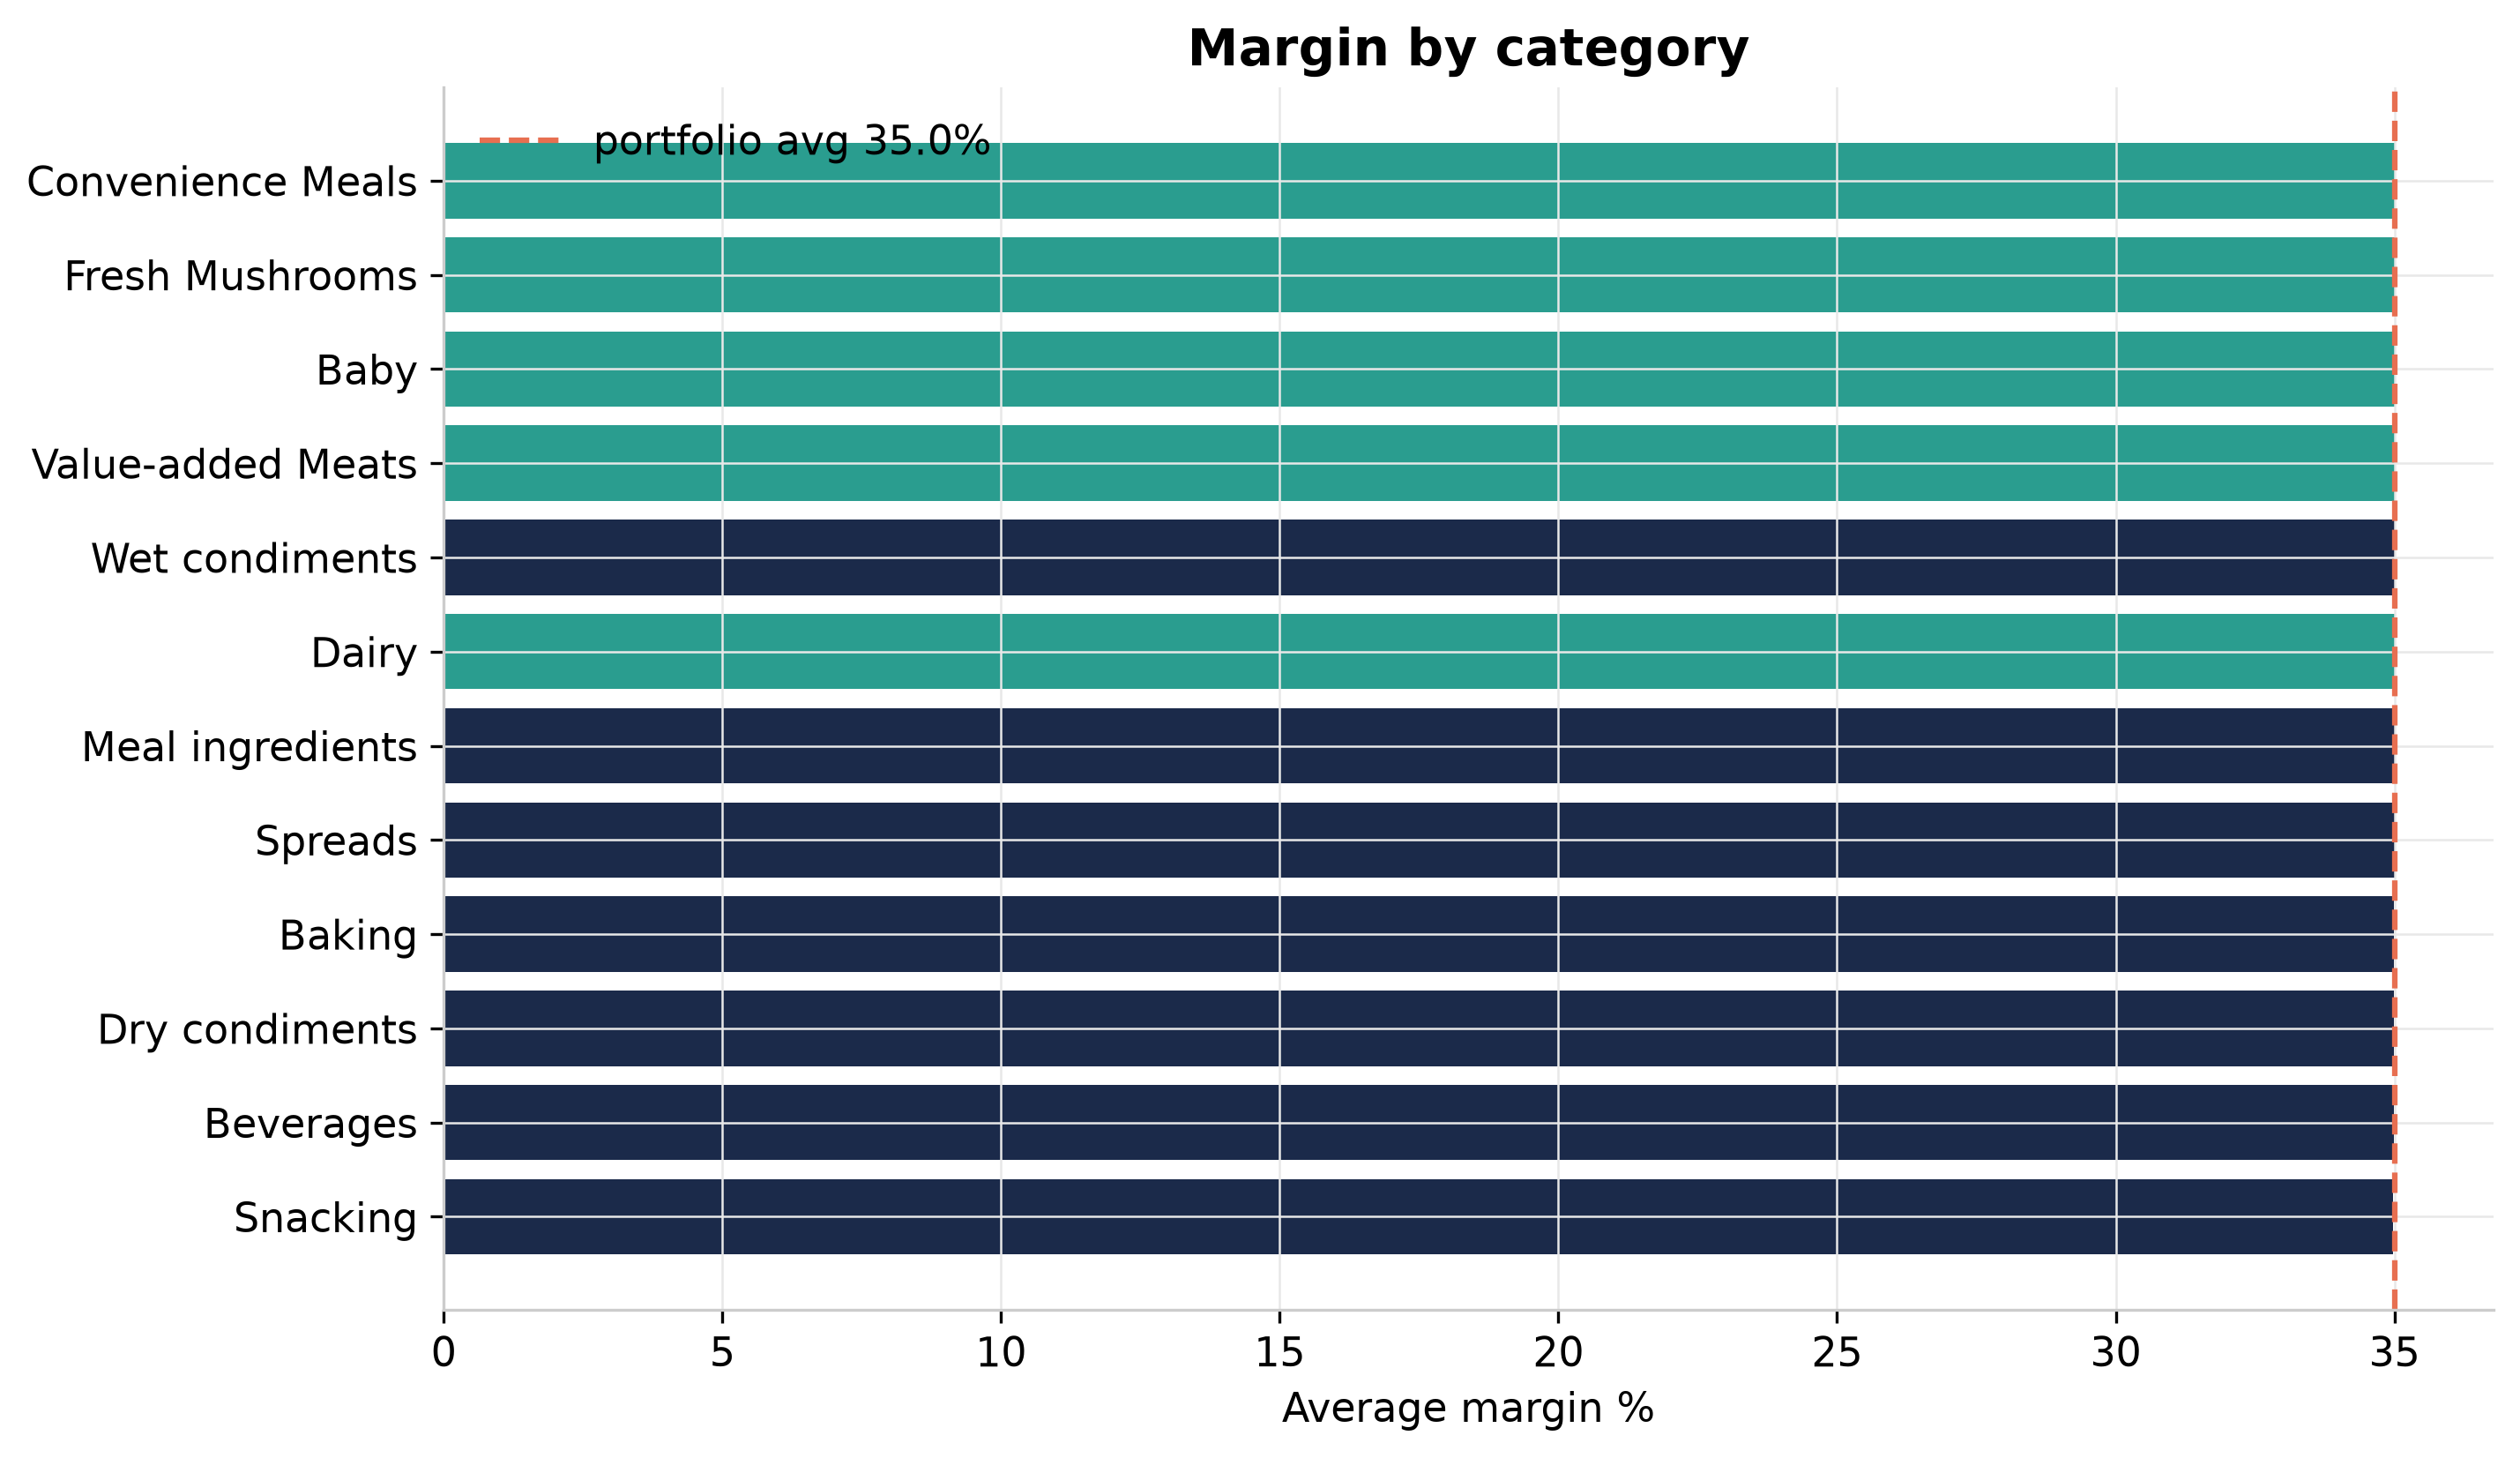 Margin by category
portfolio avg 35.0%
Convenience Meals
Fresh Mushrooms
Baby
Value-added Meats
Wet condiments
Dairy
Meal ingredients
Spreads
Baking
Dry condiments
Beverages
Snacking
0 5 10 15 20 25 30 35
Average margin %